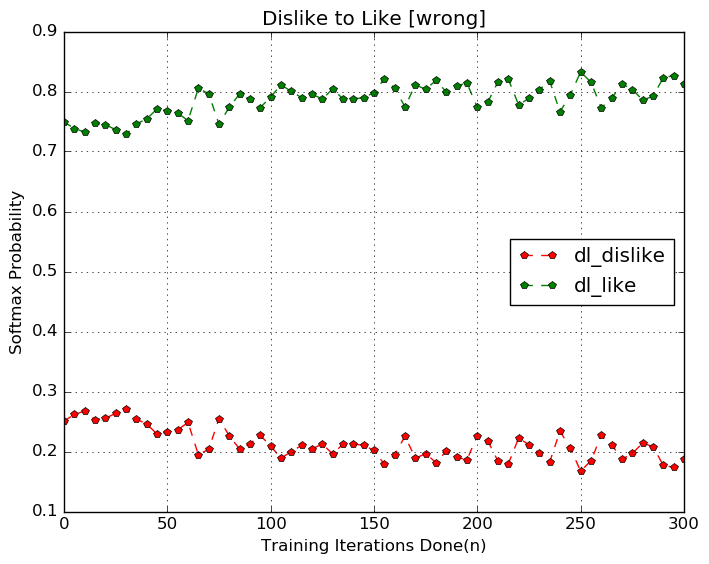 Dislike to Like [wrong]
0.9
0.8
0.7
0.6
0.5
0.4
0.3
0.2
0.1
Softmax Probability
dl_dislike
dl_like
0 50 100 150 200 250 300
Training Iterations Done(n)